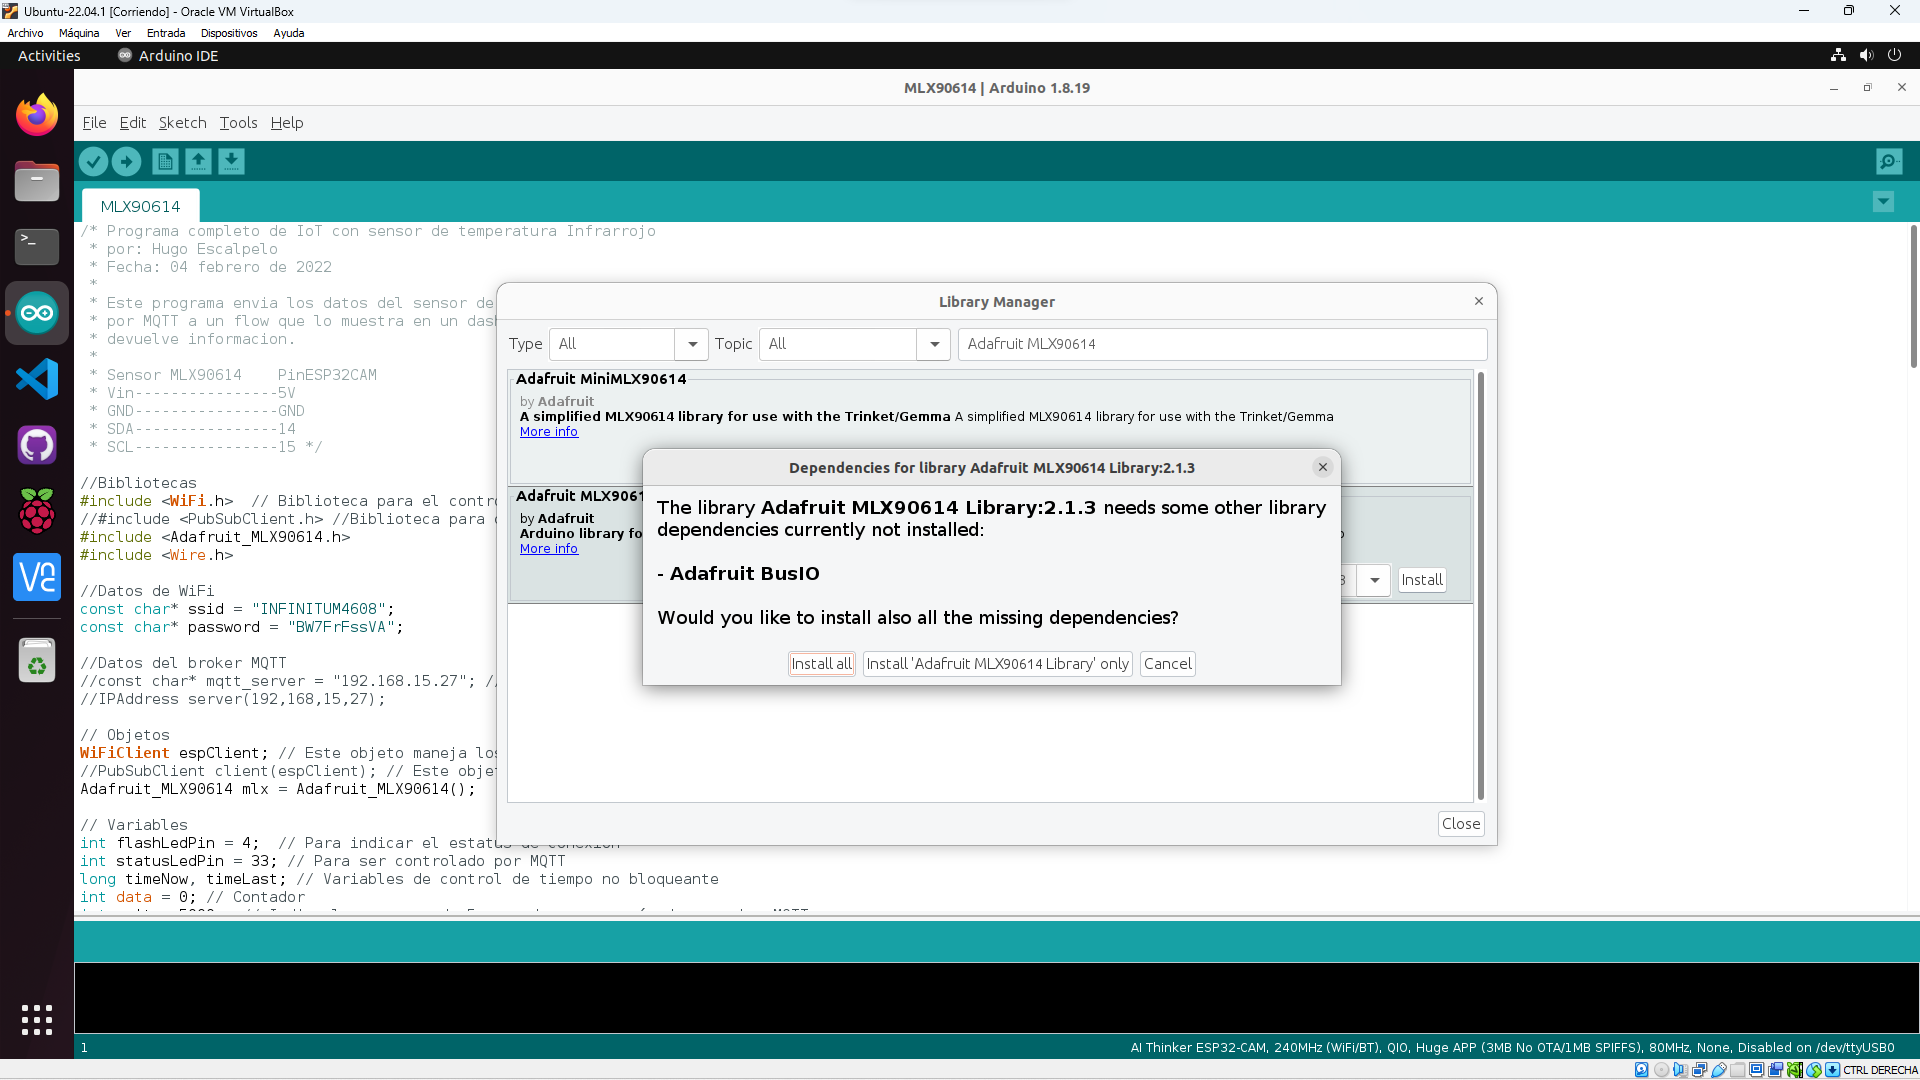 Ubuntu-22.04.1 [Corriendo] - Oracle VM VirtualBox
Archivo Máquina Ver Entrada Dispositivos Ayuda
Activities Arduino IDE
MLX90614 | Arduino 1.8.19
File Edit Sketch Tools Help
MLX90614
/* Programa completo de IoT con sensor de temperatura Infrarrojo
* por: Hugo Escalpelo
* Fecha: 04 febrero de 2022
*
* Este programa envia los datos del sensor de
* por MQTT a un flow que lo muestra en un das
* devuelve informacion.
*
* Sensor MLX90614 PinESP32CAM
* Vin----------------5V
* GND----------------GND
* SDA----------------14
* SCL----------------15 */
//Bibliotecas
#include <WiFi.h> // Biblioteca para el contr
//#include <PubSubClient.h> //Biblioteca para
#include <Adafruit_MLX90614.h>
#include <Wire.h>
//Datos de WiFi
const char* ssid = "INFINITUM4608";
const char* password = "BW7FrFssVA";
//Datos del broker MQTT
//const char* mqtt_server = "192.168.15.27"; /
//IPAddress server(192,168,15,27);
// Objetos
WiFiClient espClient; // Este objeto maneja los
//PubSubClient client(espClient); // Este obje
Adafruit_MLX90614 mlx = Adafruit_MLX90614();
// Variables
int flashLedPin = 4; // Para indicar el estatus de conexion
int statusLedPin = 33; // Para ser controlado por MQTT
long timeNow, timeLast; // Variables de control de tiempo no bloqueante
int data = 0; // Contador
Library Manager
Type All Topic All Adafruit MLX90614
Adafruit MiniMLX90614
by Adafruit
A simplified MLX90614 library for use with the Trinket/Gemma A simplified MLX90614 library for use with the Trinket/Gemma
More info
Adafruit MLX9061
by Adafruit
Arduino library fo
More info
Install
Close
Dependencies for library Adafruit MLX90614 Library:2.1.3
The library Adafruit MLX90614 Library:2.1.3 needs some other library
dependencies currently not installed:
- Adafruit BusIO
Would you like to install also all the missing dependencies?
Install all Install 'Adafruit MLX90614 Library' only Cancel
1 AI Thinker ESP32-CAM, 240MHz (WiFi/BT), QIO, Huge APP (3MB No OTA/1MB SPIFFS), 80MHz, None, Disabled on /dev/ttyUSB0
CTRL DERECHA